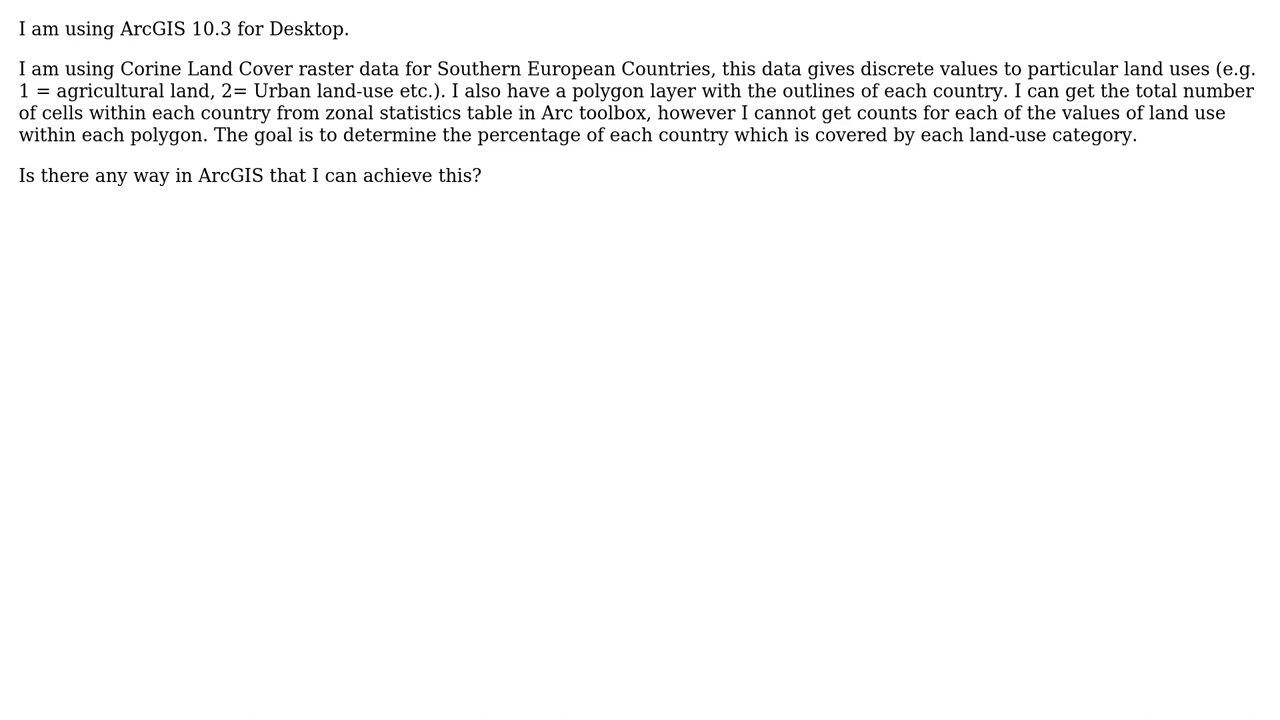 I am using ArcGIS 10.3 for Desktop.
I am using Corine Land Cover raster data for Southern European Countries, this data gives discrete values to particular land uses (e.g.
1 = agricultural land, 2= Urban land-use etc.). I also have a polygon layer with the outlines of each country. I can get the total number
of cells within each country from zonal statistics table in Arc toolbox, however I cannot get counts for each of the values of land use
within each polygon. The goal is to determine the percentage of each country which is covered by each land-use category.
Is there any way in ArcGIS that I can achieve this?